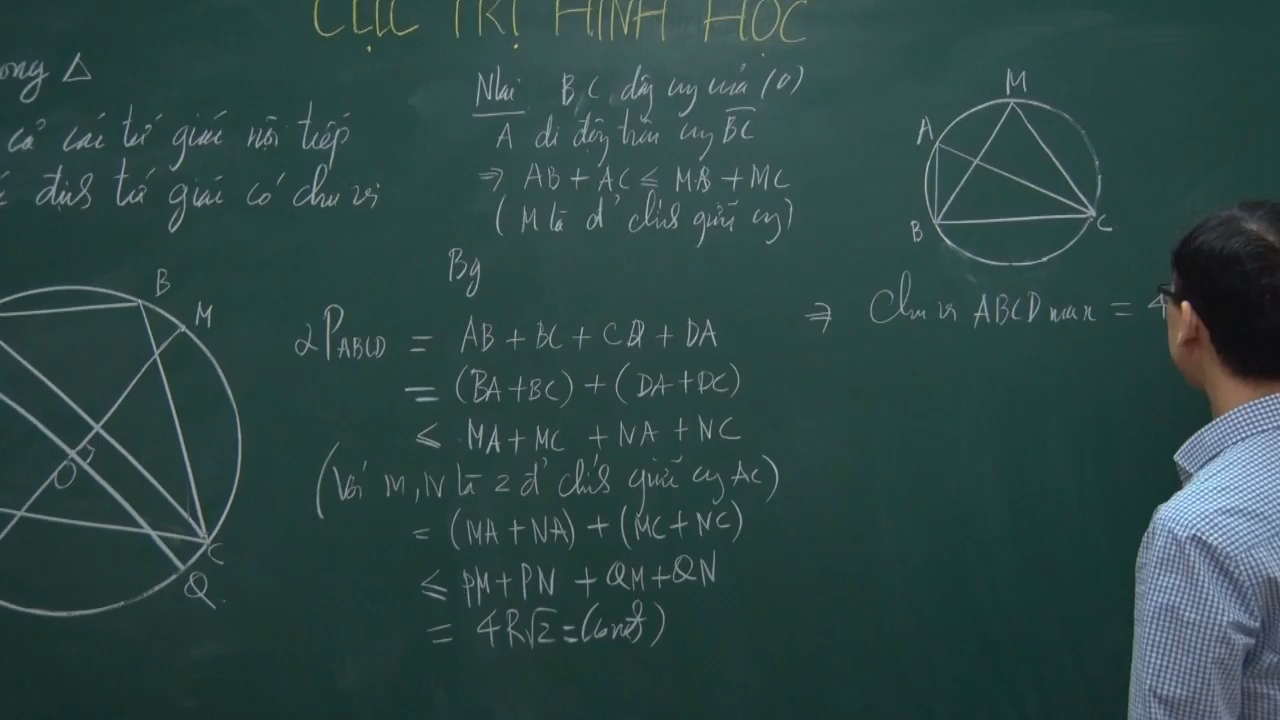 CỰC TRỊ HÌNH HỌC
ong Δ
cả các tứ giác nội tiếp
định tứ giác có chu vi
Nhắc BC dây cung của (O)
A di động trên cung BC
⇒ AB + AC ≤ MB + MC
(M là đ' chính giữa cung)
M
A
B
C
Bg
2P_ABCD = AB + BC + CD + DA
= (BA + BC) + (DA + DC)
≤ MA + MC + NA + NC
(Với M, N là 2 đ' chính giữa cg AC)
= (MA + NA) + (MC + NC)
≤ PM + PN + QM + QN
= 4R√2 = (const)
⇒ Chu vi ABCD max = 4
B
M
O
C
Q